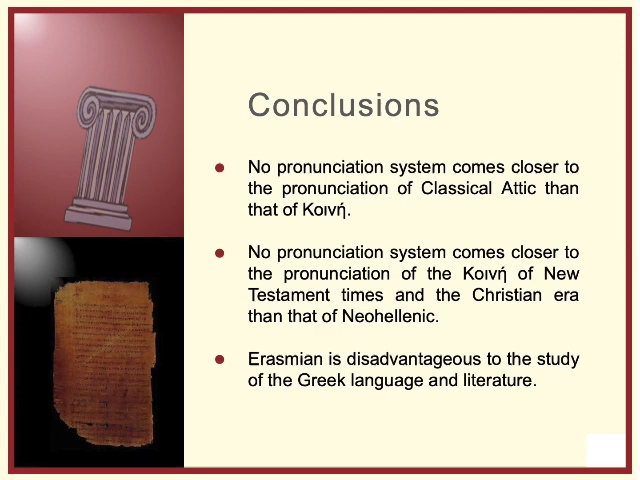 Conclusions
● No pronunciation system comes closer to
the pronunciation of Classical Attic than
that of Κοινή.
● No pronunciation system comes closer to
the pronunciation of the Κοινή of New
Testament times and the Christian era
than that of Neohellenic.
● Erasmian is disadvantageous to the study
of the Greek language and literature.